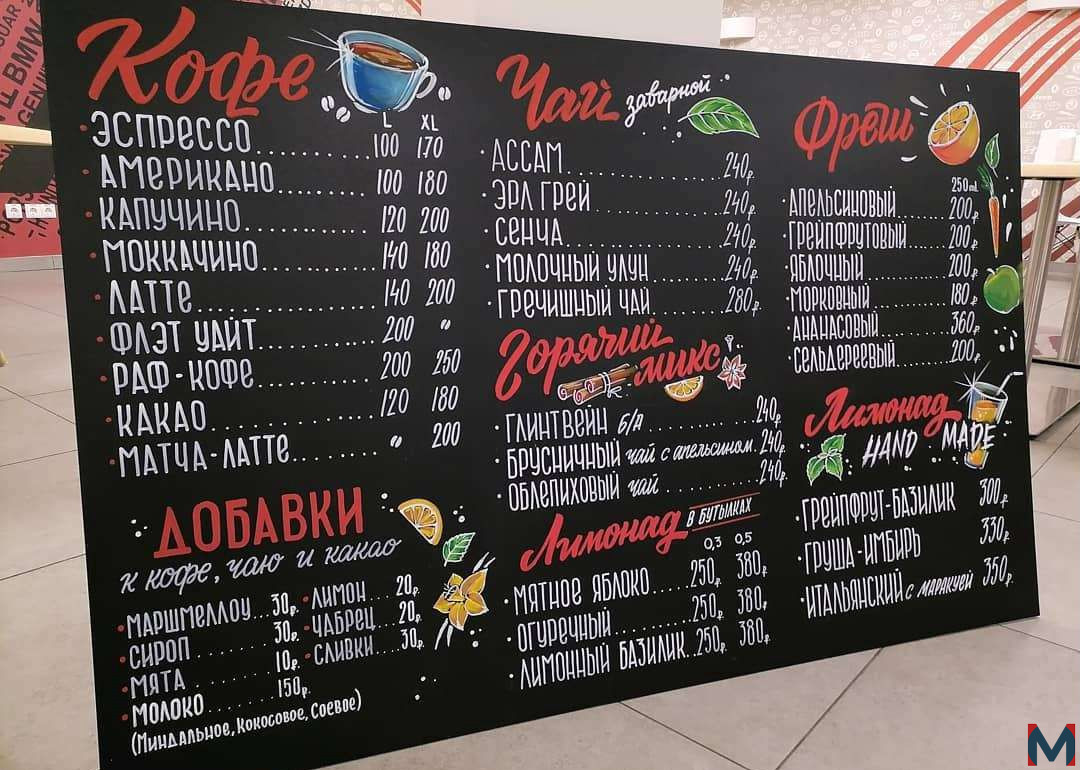 Кофе
L XL
ЭСПРЕССО 100 170
АМЕРИКАНО 100 180
КАПУЧИНО 120 200
МОККАЧИНО 140 180
ЛАТТЕ 140 200
ФЛЭТ УАЙТ 200
РАФ-КОФЕ 200 250
КАКАО 120 180
МАТЧА-ЛАТТЕ 200
ДОБАВКИ
к кофе, чаю и какао
МАРШМЕЛЛОУ 30р.
СИРОП 30р.
МЯТА 10р.
МОЛОКО 150р.
(Миндальное, Кокосовое, Соевое)
ЛИМОН 20р.
ЧАБРЕЦ 20р.
СЛИВКИ 30р.
Чай заварной
АССАМ 240р.
ЭРЛ ГРЕЙ 240р.
СЕНЧА 240р.
МОЛОЧНЫЙ УЛУН 240р.
ГРЕЧИШНЫЙ ЧАЙ 280р.
Горячий микс
ГЛИНТВЕЙН б/А 240р.
БРУСНИЧНЫЙ чай с апельсином 240р.
ОБЛЕПИХОВЫЙ чай 240р.
Лимонад В БУТЫЛКАХ
0,3 0,5
МЯТНОЕ ЯБЛОКО 250р. 380р.
ОГУРЕЧНЫЙ 250р. 380р.
ЛИМОННЫЙ БАЗИЛИК 250р. 380р.
Фреш
250 ml
АПЕЛЬСИНОВЫЙ 200р.
ГРЕЙПФРУТОВЫЙ 200р.
ЯБЛОЧНЫЙ 200р.
МОРКОВНЫЙ 180р.
АНАНАСОВЫЙ 360р.
СЕЛЬДЕРЕЕВЫЙ 200р.
Лимонад
HAND MADE
ГРЕЙПФРУТ-БАЗИЛИК 300р.
ГРУША-ИМБИРЬ 330р.
ИТАЛЬЯНСКИЙ с МАРАКУЕЙ 350р.
BMW
M